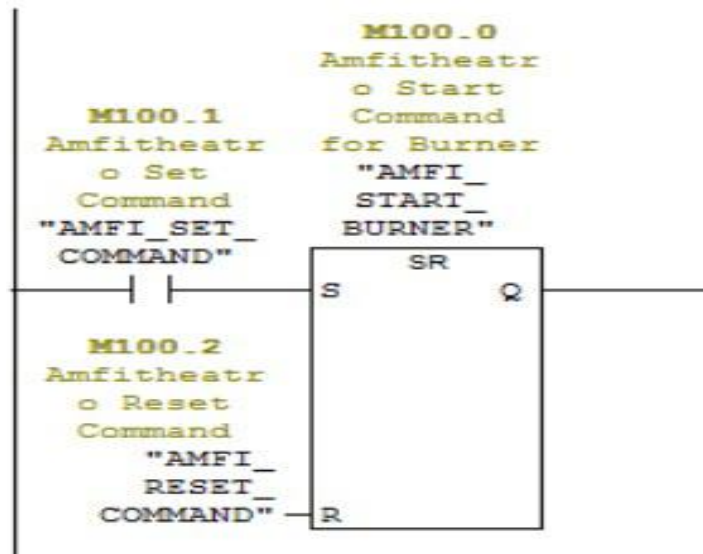 M100.0
Amfitheatr
o Start
Command
for Burner
"AMFI_
START_
BURNER"
M100.1
Amfitheatr
o Set
Command
"AMFI_SET_
COMMAND"
SR
S
Q
M100.2
Amfitheatr
o Reset
Command
"AMFI_
RESET_
COMMAND"
R